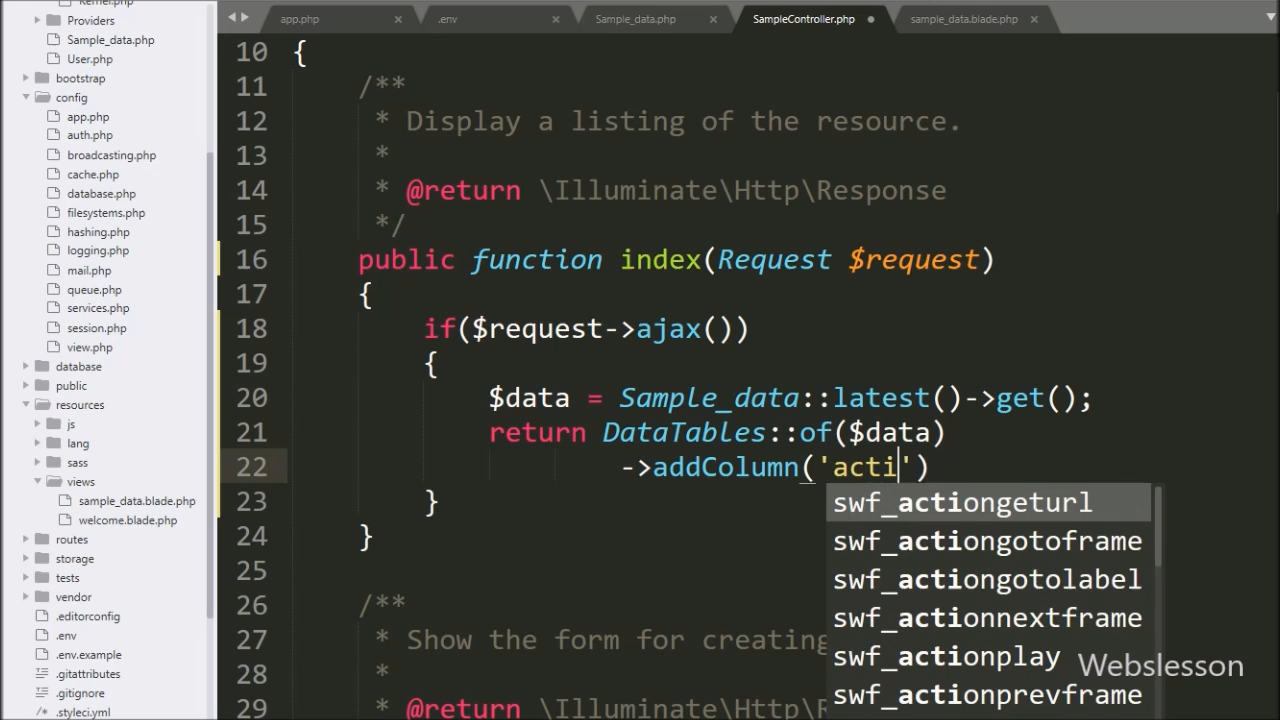 Kernel.php
Providers
Sample_data.php
User.php
bootstrap
config
app.php
auth.php
broadcasting.php
cache.php
database.php
filesystems.php
hashing.php
logging.php
mail.php
queue.php
services.php
session.php
view.php
database
public
resources
js
lang
sass
views
sample_data.blade.php
welcome.blade.php
routes
storage
tests
vendor
.editorconfig
.env
.env.example
.gitattributes
.gitignore
.styleci.yml
app.php × .env × Sample_data.php × SampleController.php sample_data.blade.php ×
10 {
11 /**
12 * Display a listing of the resource.
13 *
14 * @return \Illuminate\Http\Response
15 */
16 public function index(Request $request)
17 {
18 if($request->ajax())
19 {
20 $data = Sample_data::latest()->get();
21 return DataTables::of($data)
22 ->addColumn('acti')
23 }
24 }
25
26 /**
27 * Show the form for creating
28 *
29 * @return \Illuminate\Http\R
swf_actiongeturl
swf_actiongotoframe
swf_actiongotolabel
swf_actionnextframe
swf_actionplay
swf_actionprevframe
Webslesson